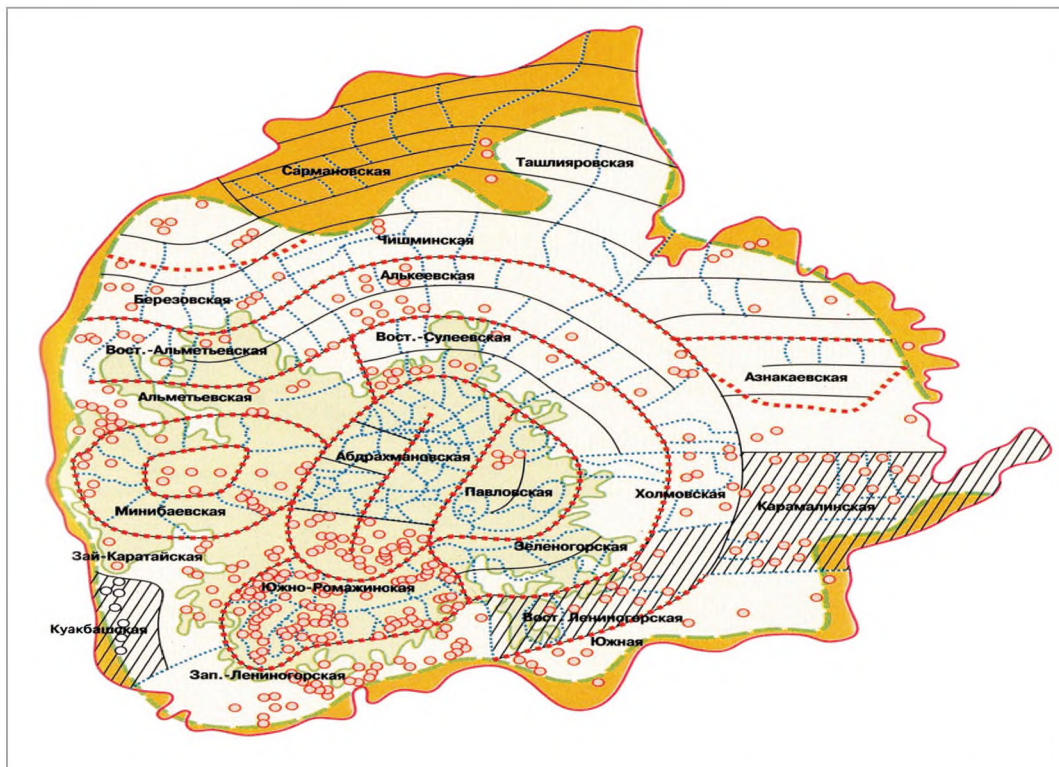 Ташлияровская
Сармановская
Чишминская
Алькеевская
Березовская
Вост.-Сулеевская
Вост.-Альметьевская
Азнакаевская
Альметьевская
Абдрахмановская
Павловская
Холмовская
Карамалинская
Минибаевская
Зеленогорская
Зай-Каратайская
Южно-Ромажинская
Вост. Лениногорская
Куакбашская
Южная
Зап.-Лениногорская